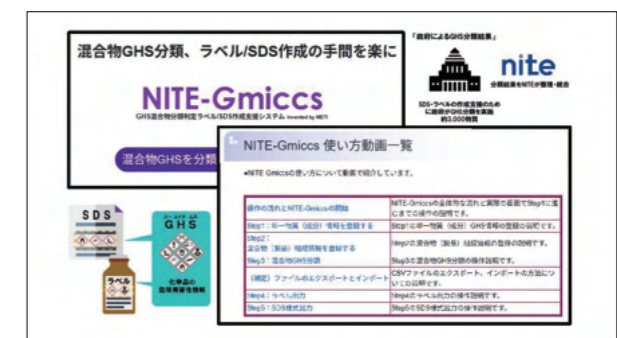 混合物GHS分類、ラベル/SDS作成の手間を楽に
NITE-Gmiccs
GHS混合物分類判定ラベル/SDS作成支援システム invented by METI
混合物GHSを分類
「政府によるGHS分類結果」
nite
分類結果をNITEが整理・統合
SDS・ラベルの作成支援のため
に政府がGHS分類を実施
約3,000物質
NITE-Gmiccs 使い方動画一覧
●NITE Gmiccsの使い方について動画で紹介しています。
操作の流れとNITE-Gmiccsの開始
NITE-Gmiccsの全体的な流れと実際の画面でStep1に進
むまでの操作の説明です。
Step1:単一物質(成分)情報を登録する
Step1の単一物質(成分)GHS情報の登録の説明です。
Step2:
混合物(製品)組成情報を登録する
Step2の混合物(製品)組成情報の登録の説明です。
Step3:混合物GHS分類
Step3の混合物GHS分類の操作説明です。
(補足)ファイルのエクスポートとインポート
CSVファイルのエクスポート、インポートの方法につ
いての説明です。
Step4:ラベル出力
Step4のラベル出力の操作説明です。
Step5:SDS様式出力
Step5のSDS様式出力の操作説明です。
SDS
GHS
ラベル
化学品の
危険有害性情報